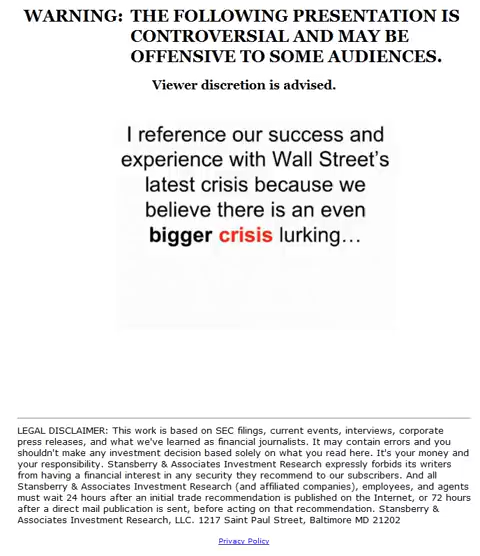 WARNING: THE FOLLOWING PRESENTATION IS
CONTROVERSIAL AND MAY BE
OFFENSIVE TO SOME AUDIENCES.
Viewer discretion is advised.
I reference our success and
experience with Wall Street's
latest crisis because we
believe there is an even
bigger crisis lurking...
LEGAL DISCLAIMER: This work is based on SEC filings, current events, interviews, corporate
press releases, and what we've learned as financial journalists. It may contain errors and you
shouldn't make any investment decision based solely on what you read here. It's your money and
your responsibility. Stansberry & Associates Investment Research expressly forbids its writers
from having a financial interest in any security they recommend to our subscribers. And all
Stansberry & Associates Investment Research (and affiliated companies), employees, and agents
must wait 24 hours after an initial trade recommendation is published on the Internet, or 72 hours
after a direct mail publication is sent, before acting on that recommendation. Stansberry &
Associates Investment Research, LLC. 1217 Saint Paul Street, Baltimore MD 21202
Privacy Policy